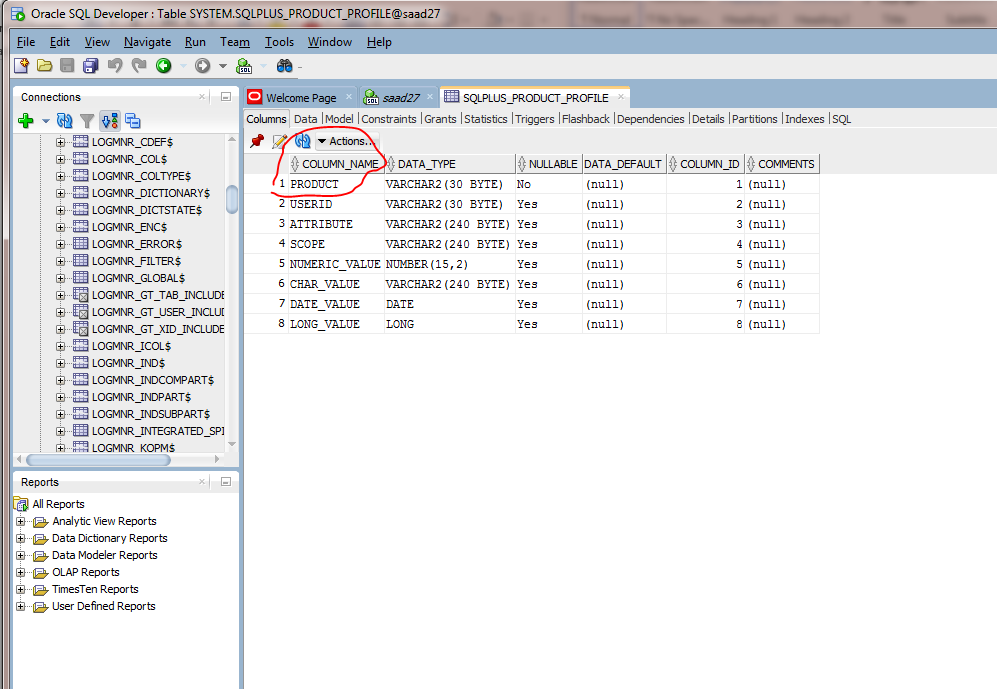 Oracle SQL Developer : Table SYSTEM.SQLPLUS_PRODUCT_PROFILE@saad27
File Edit View Navigate Run Team Tools Window Help
Connections
LOGMNR_CDEF$
LOGMNR_COL$
LOGMNR_COLTYPE$
LOGMNR_DICTIONARY$
LOGMNR_DICTSTATE$
LOGMNR_ENC$
LOGMNR_ERROR$
LOGMNR_FILTER$
LOGMNR_GLOBAL$
LOGMNR_GT_TAB_INCLUDE
LOGMNR_GT_USER_INCLUD
LOGMNR_GT_XID_INCLUDE
LOGMNR_ICOL$
LOGMNR_IND$
LOGMNR_INDCOMPART$
LOGMNR_INDPART$
LOGMNR_INDSUBPART$
LOGMNR_INTEGRATED_SPI
LOGMNR_KOPM$
Reports
All Reports
Analytic View Reports
Data Dictionary Reports
Data Modeler Reports
OLAP Reports
TimesTen Reports
User Defined Reports
Welcome Page saad27 SQLPLUS_PRODUCT_PROFILE
Columns Data Model Constraints Grants Statistics Triggers Flashback Dependencies Details Partitions Indexes SQL
Actions...
COLUMN_NAME DATA_TYPE NULLABLE DATA_DEFAULT COLUMN_ID COMMENTS
1 PRODUCT VARCHAR2(30 BYTE) No (null) 1 (null)
2 USERID VARCHAR2(30 BYTE) Yes (null) 2 (null)
3 ATTRIBUTE VARCHAR2(240 BYTE) Yes (null) 3 (null)
4 SCOPE VARCHAR2(240 BYTE) Yes (null) 4 (null)
5 NUMERIC_VALUE NUMBER(15,2) Yes (null) 5 (null)
6 CHAR_VALUE VARCHAR2(240 BYTE) Yes (null) 6 (null)
7 DATE_VALUE DATE Yes (null) 7 (null)
8 LONG_VALUE LONG Yes (null) 8 (null)